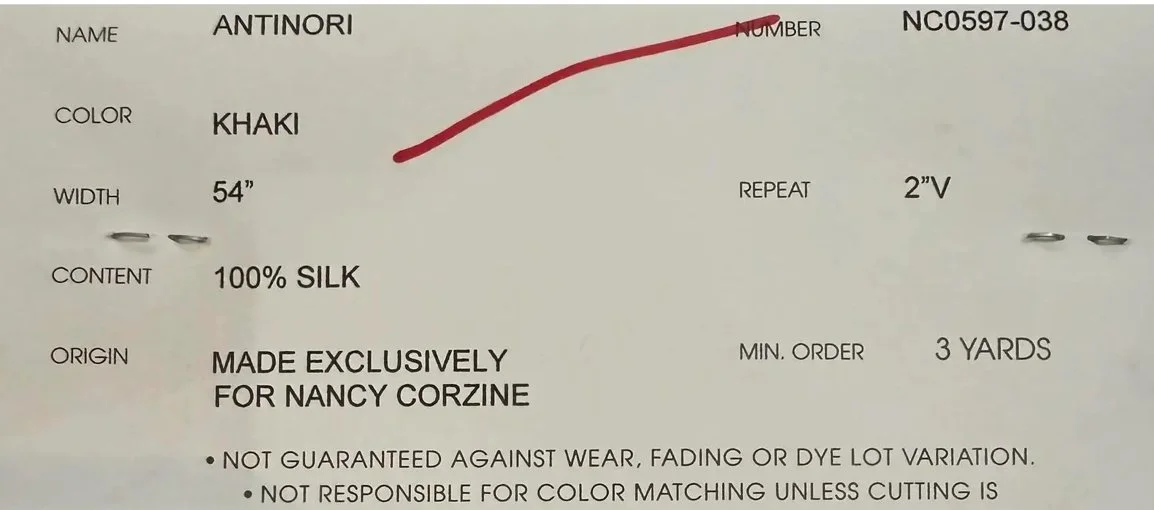 NAME ANTINORI NUMBER NC0597-038
COLOR KHAKI
WIDTH 54” REPEAT 2”V
CONTENT 100% SILK
ORIGIN MADE EXCLUSIVELY MIN. ORDER 3 YARDS
FOR NANCY CORZINE
• NOT GUARANTEED AGAINST WEAR, FADING OR DYE LOT VARIATION.
• NOT RESPONSIBLE FOR COLOR MATCHING UNLESS CUTTING IS